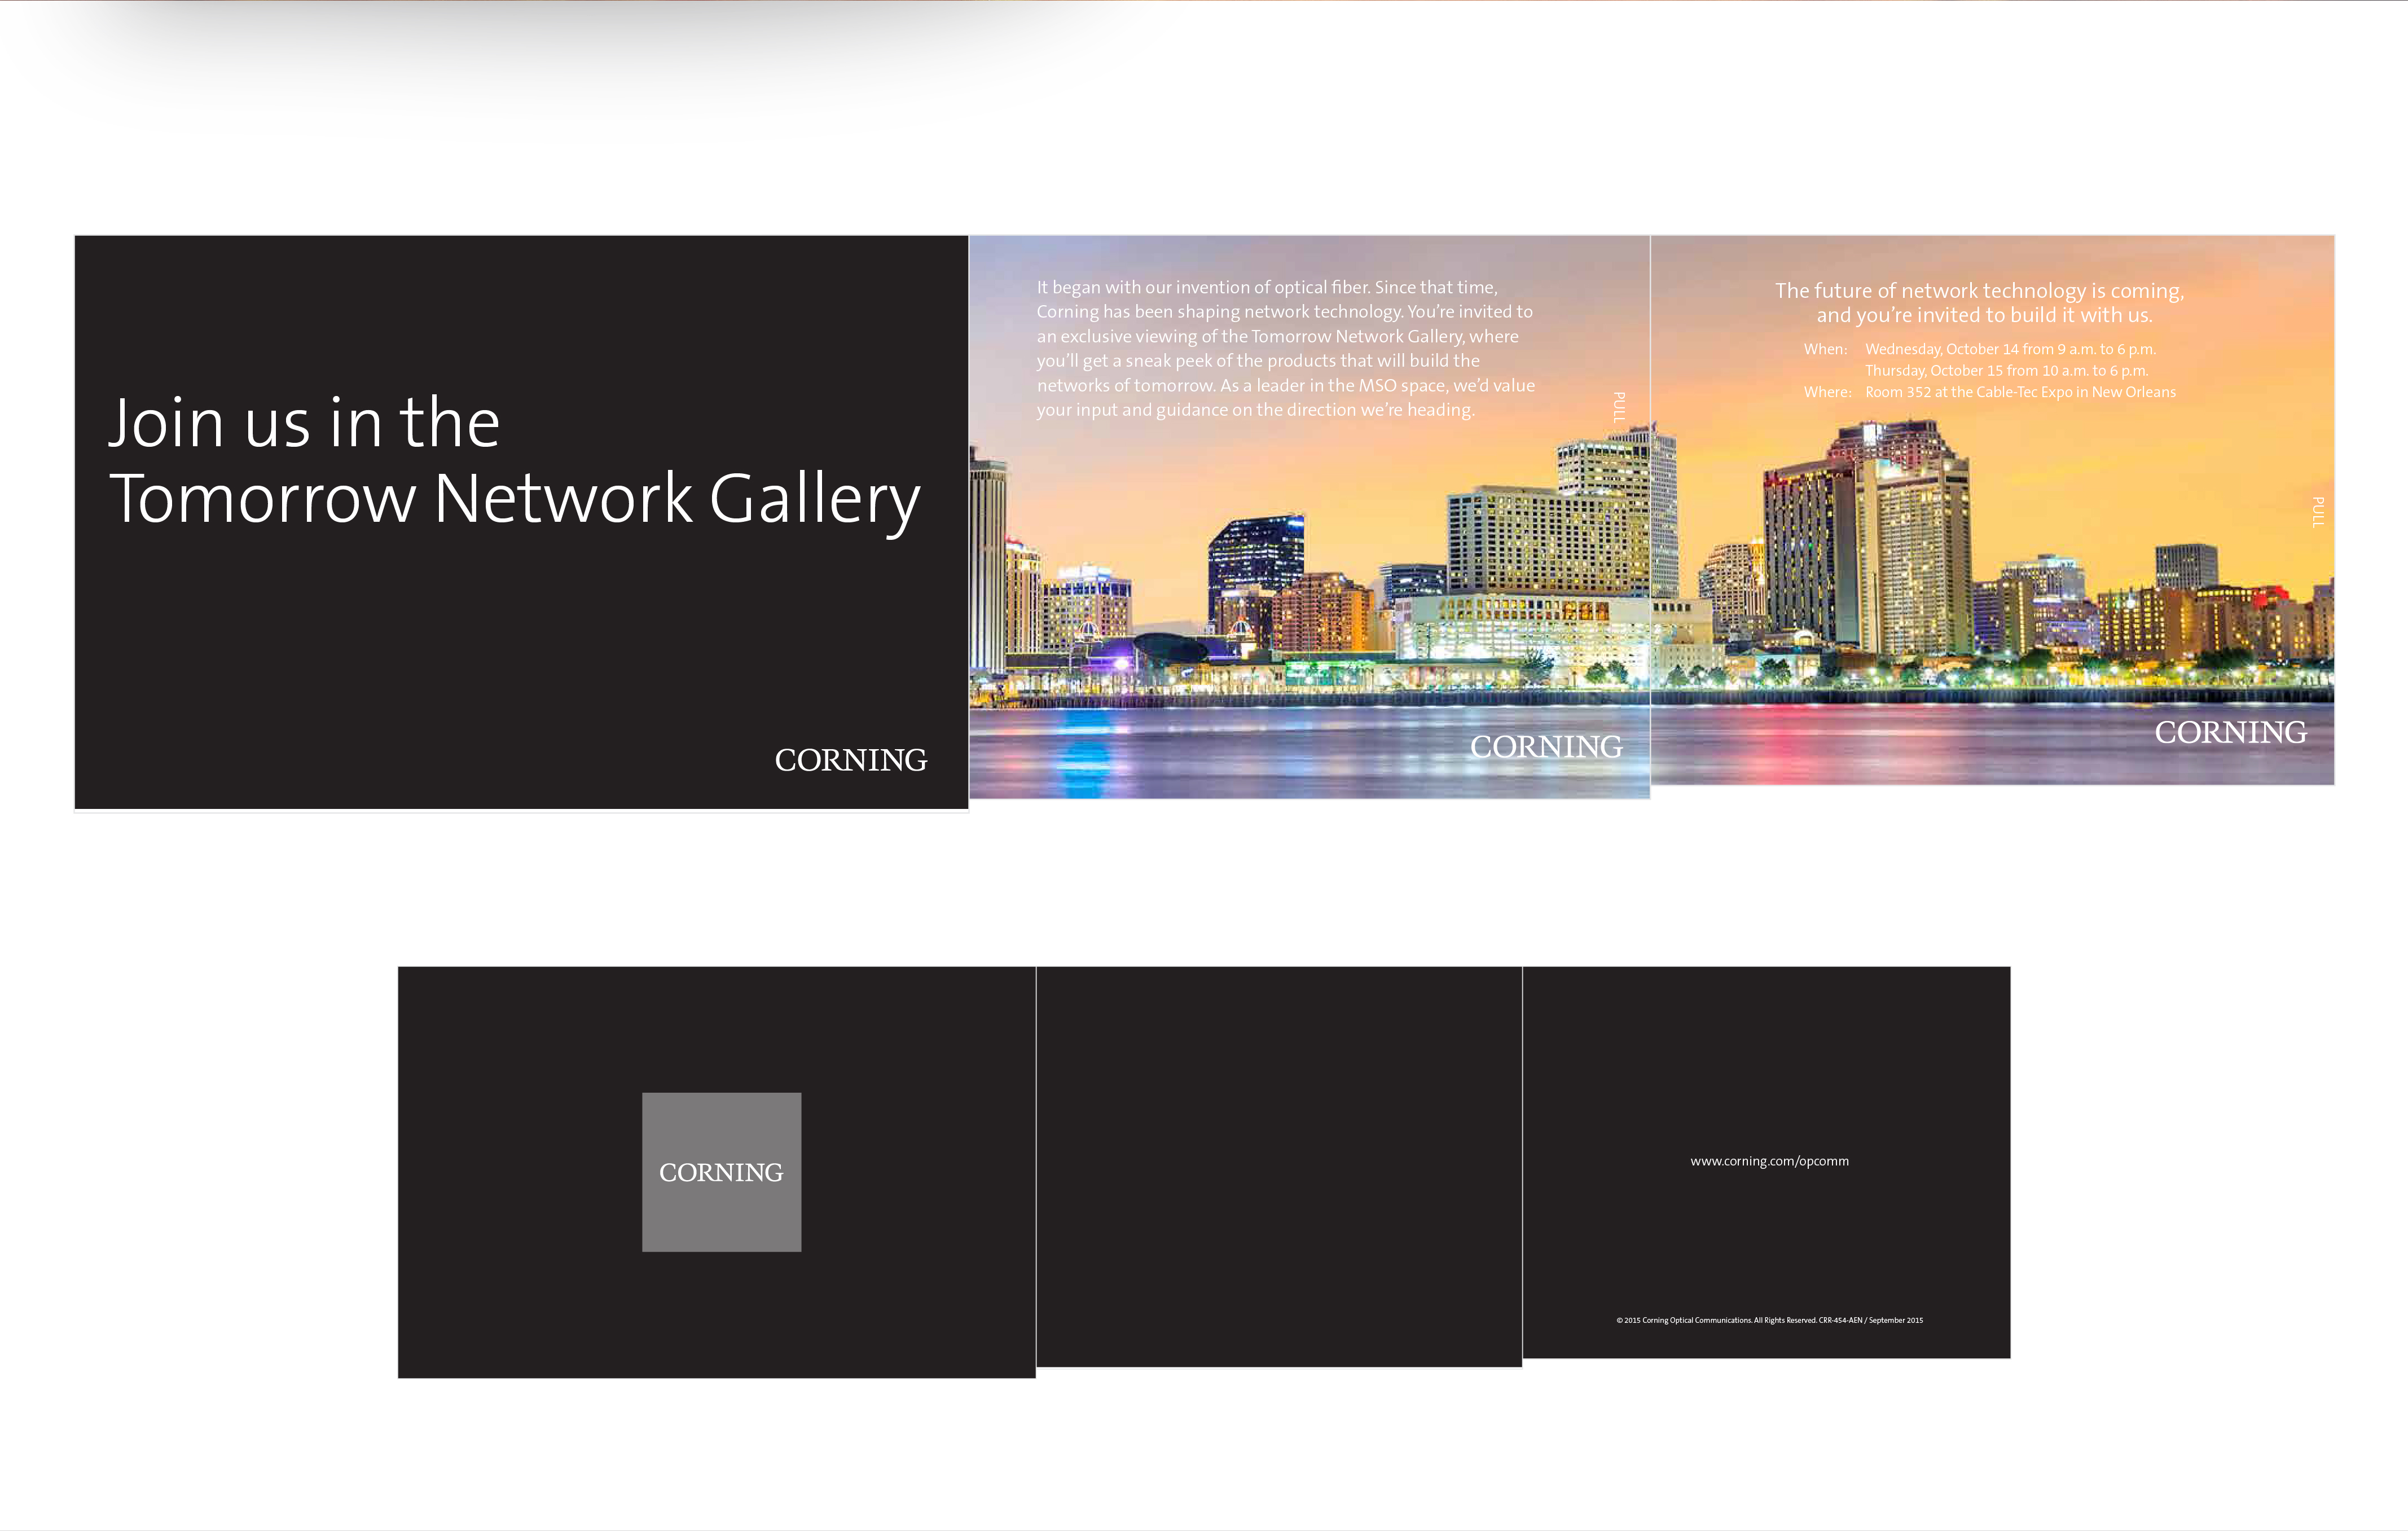 Join us in the
Tomorrow Network Gallery
CORNING
It began with our invention of optical fiber. Since that time,
Corning has been shaping network technology. You’re invited to
an exclusive viewing of the Tomorrow Network Gallery, where
you’ll get a sneak peek of the products that will build the
networks of tomorrow. As a leader in the MSO space, we’d value
your input and guidance on the direction we’re heading.
PULL
CORNING
The future of network technology is coming,
and you’re invited to build it with us.
When: Wednesday, October 14 from 9 a.m. to 6 p.m.
Thursday, October 15 from 10 a.m. to 6 p.m.
Where: Room 352 at the Cable-Tec Expo in New Orleans
PULL
CORNING
CORNING
www.corning.com/opcomm
© 2015 Corning Optical Communications. All Rights Reserved. CRR-454-AEN / September 2015